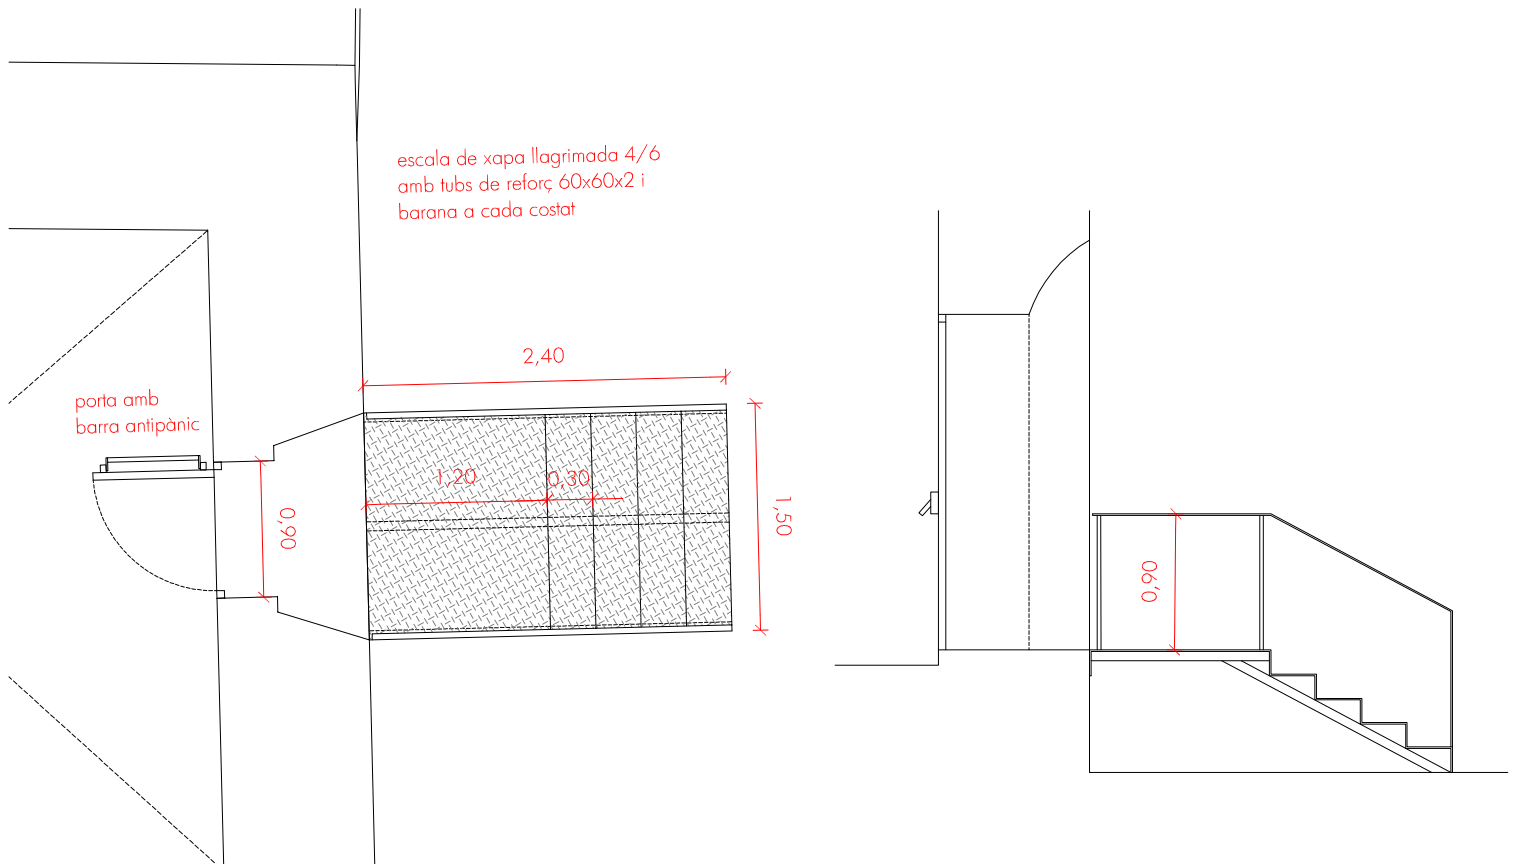 escala de xapa llagrimada 4/6
amb tubs de reforç 60x60x2 i
barana a cada costat
2,40
porta amb
barra antipànic
1,20
0,30
1,50
0,90
0,90